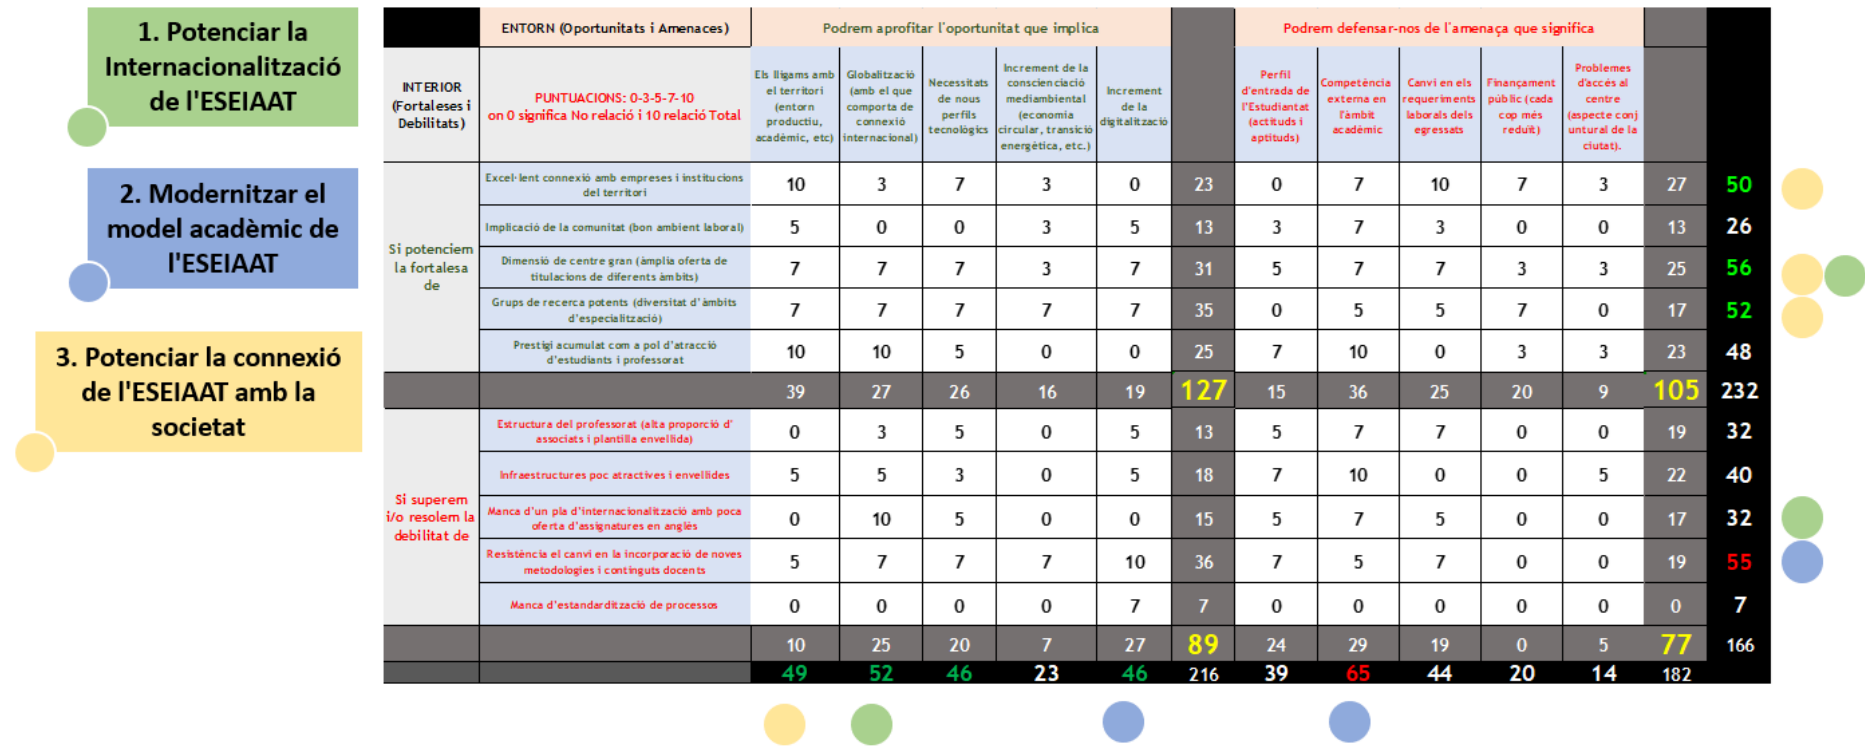 1. Potenciar la
Internacionalització
de l'ESEIAAT
2. Modernitzar el
model acadèmic de
l'ESEIAAT
3. Potenciar la connexió
de l'ESEIAAT amb la
societat
ENTORN (Oportunitats i Amenaces)
Podrem aprofitar l'oportunitat que implica
Podrem defensar-nos de l'amenaça que significa
INTERIOR
(Fortaleses i
Debilitats)
PUNTUACIONS: 0-3-5-7-10
on 0 significa No relació i 10 relació Total
Els lligams amb
el territori
(entorn
productiu,
acadèmic, etc)
Globalització
(amb el que
comporta de
connexió
internacional)
Necessitats
de nous
perfils
tecnològics
Increment de la
conscienciació
mediambiental
(economia
circular, transició
energètica, etc.)
Increment
de la
digitalització
Perfil
d'entrada de
l'Estudiantat
(actituds i
aptituds)
Competència
externa en
l'àmbit
acadèmic
Canvi en els
requeriments
laborals dels
egressats
Finançament
públic (cada
cop més
reduït)
Problemes
d'accés al
centre
(aspecte conj
untural de la
ciutat).
Si potenciem
la fortalesa
de
Excel·lent connexió amb empreses i institucions
del territori
10 3 7 3 0 23 0 7 10 7 3 27 50
Implicació de la comunitat (bon ambient laboral)
5 0 0 3 5 13 3 7 3 0 0 13 26
Dimensió de centre gran (àmplia oferta de
titulacions de diferents àmbits)
7 7 7 3 7 31 5 7 7 3 3 25 56
Grups de recerca potents (diversitat d'àmbits
d'especialització)
7 7 7 7 7 35 0 5 5 7 0 17 52
Prestigi acumulat com a pol d'atracció
d'estudiants i professorat
10 10 5 0 0 25 7 10 0 3 3 23 48
39 27 26 16 19 127 15 36 25 20 9 105 232
Si superem
i/o resolem la
debilitat de
Estructura del professorat (alta proporció d'
associats i plantilla envellida)
0 3 5 0 5 13 5 7 7 0 0 19 32
Infraestructures poc atractives i envellides
5 5 3 0 5 18 7 10 0 0 5 22 40
Manca d'un pla d'internacionalització amb poca
oferta d'assignatures en anglès
0 10 5 0 0 15 5 7 5 0 0 17 32
Resistència el canvi en la incorporació de noves
metodologies i continguts docents
5 7 7 7 10 36 7 5 7 0 0 19 55
Manca d'estandardització de processos
0 0 0 0 7 7 0 0 0 0 0 0 7
10 25 20 7 27 89 24 29 19 0 5 77 166
49 52 46 23 46 216 39 65 44 20 14 182